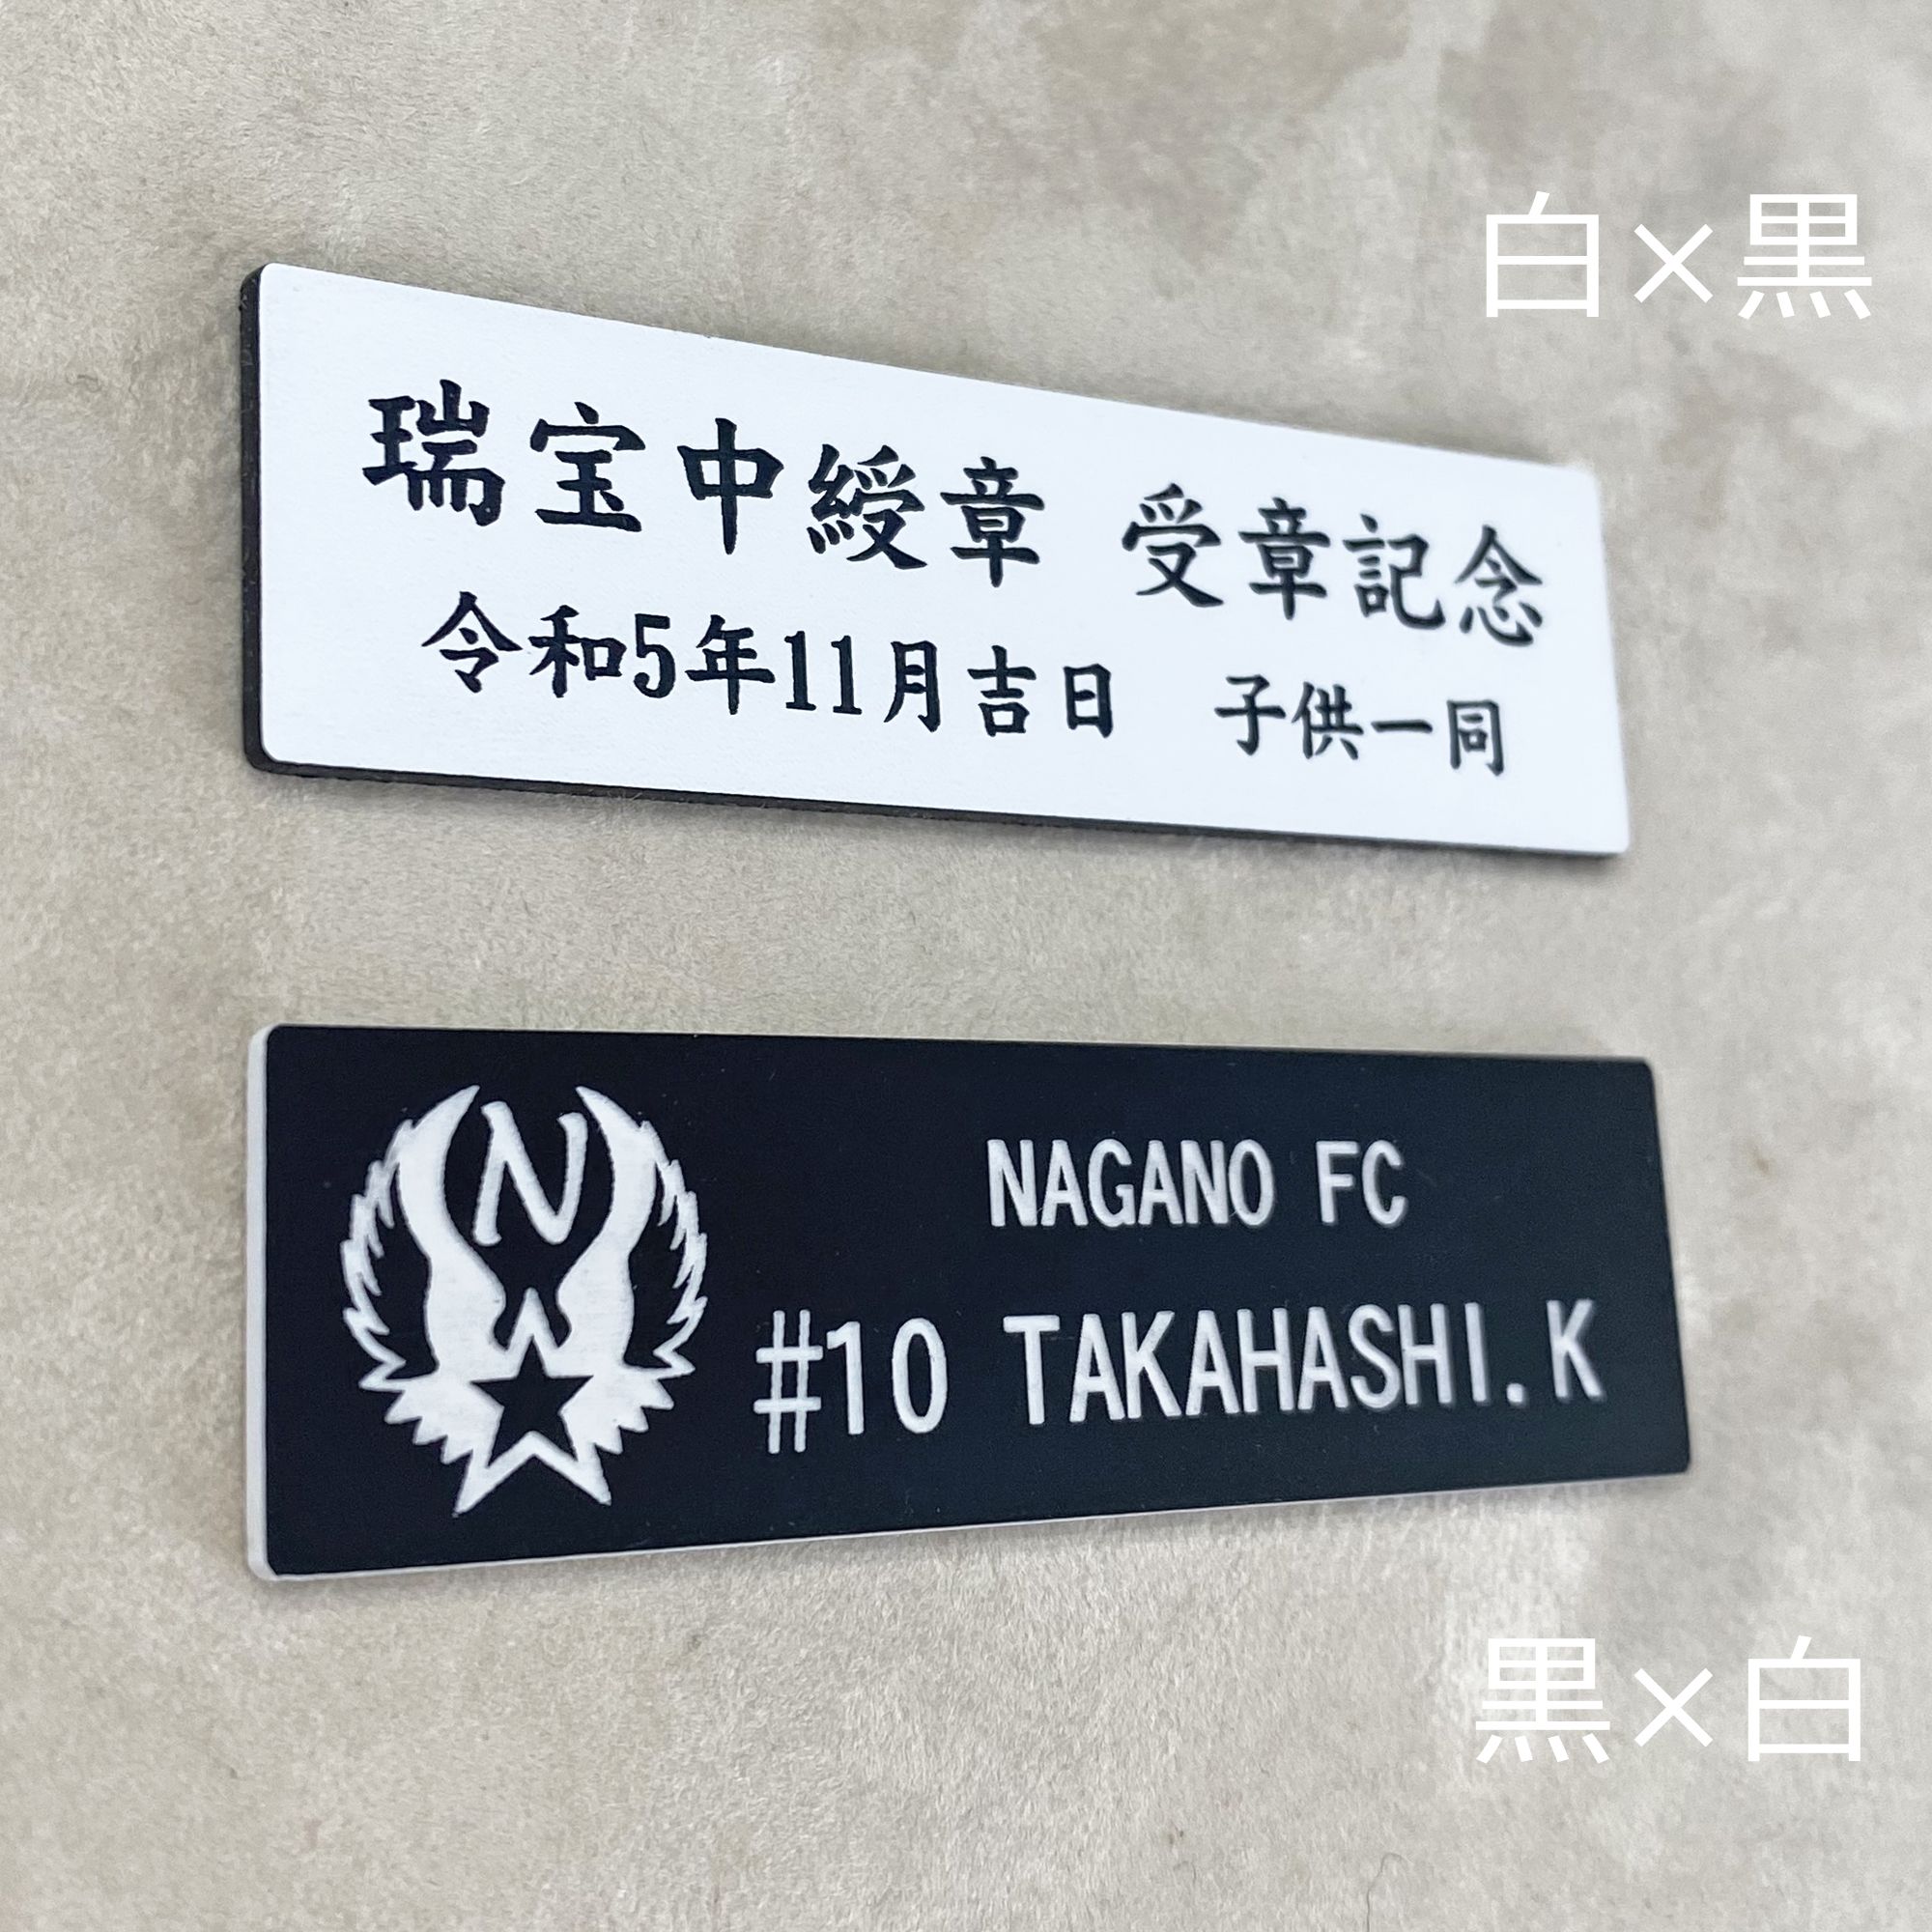 白×黒
瑞宝中綬章 受章記念
令和5年11月吉日 子供一同
N
NAGANO FC
#10 TAKAHASHI.K
黒×白